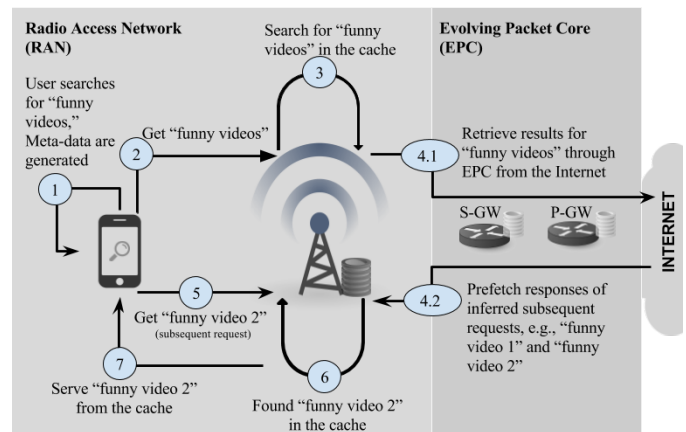 Radio Access Network
(RAN)
Search for “funny
videos” in the cache
Evolving Packet Core
(EPC)
3
User searches
for “funny
videos,”
Meta-data are
generated
2
Get “funny videos”
4.1
Retrieve results for
“funny videos” through
EPC from the Internet
1
S-GW
P-GW
INTERNET
5
Get “funny video 2”
(subsequent request)
4.2
Prefetch responses of
inferred subsequent
requests, e.g., “funny
video 1” and “funny
video 2”
7
6
Serve “funny video 2”
from the cache
Found “funny video 2”
in the cache